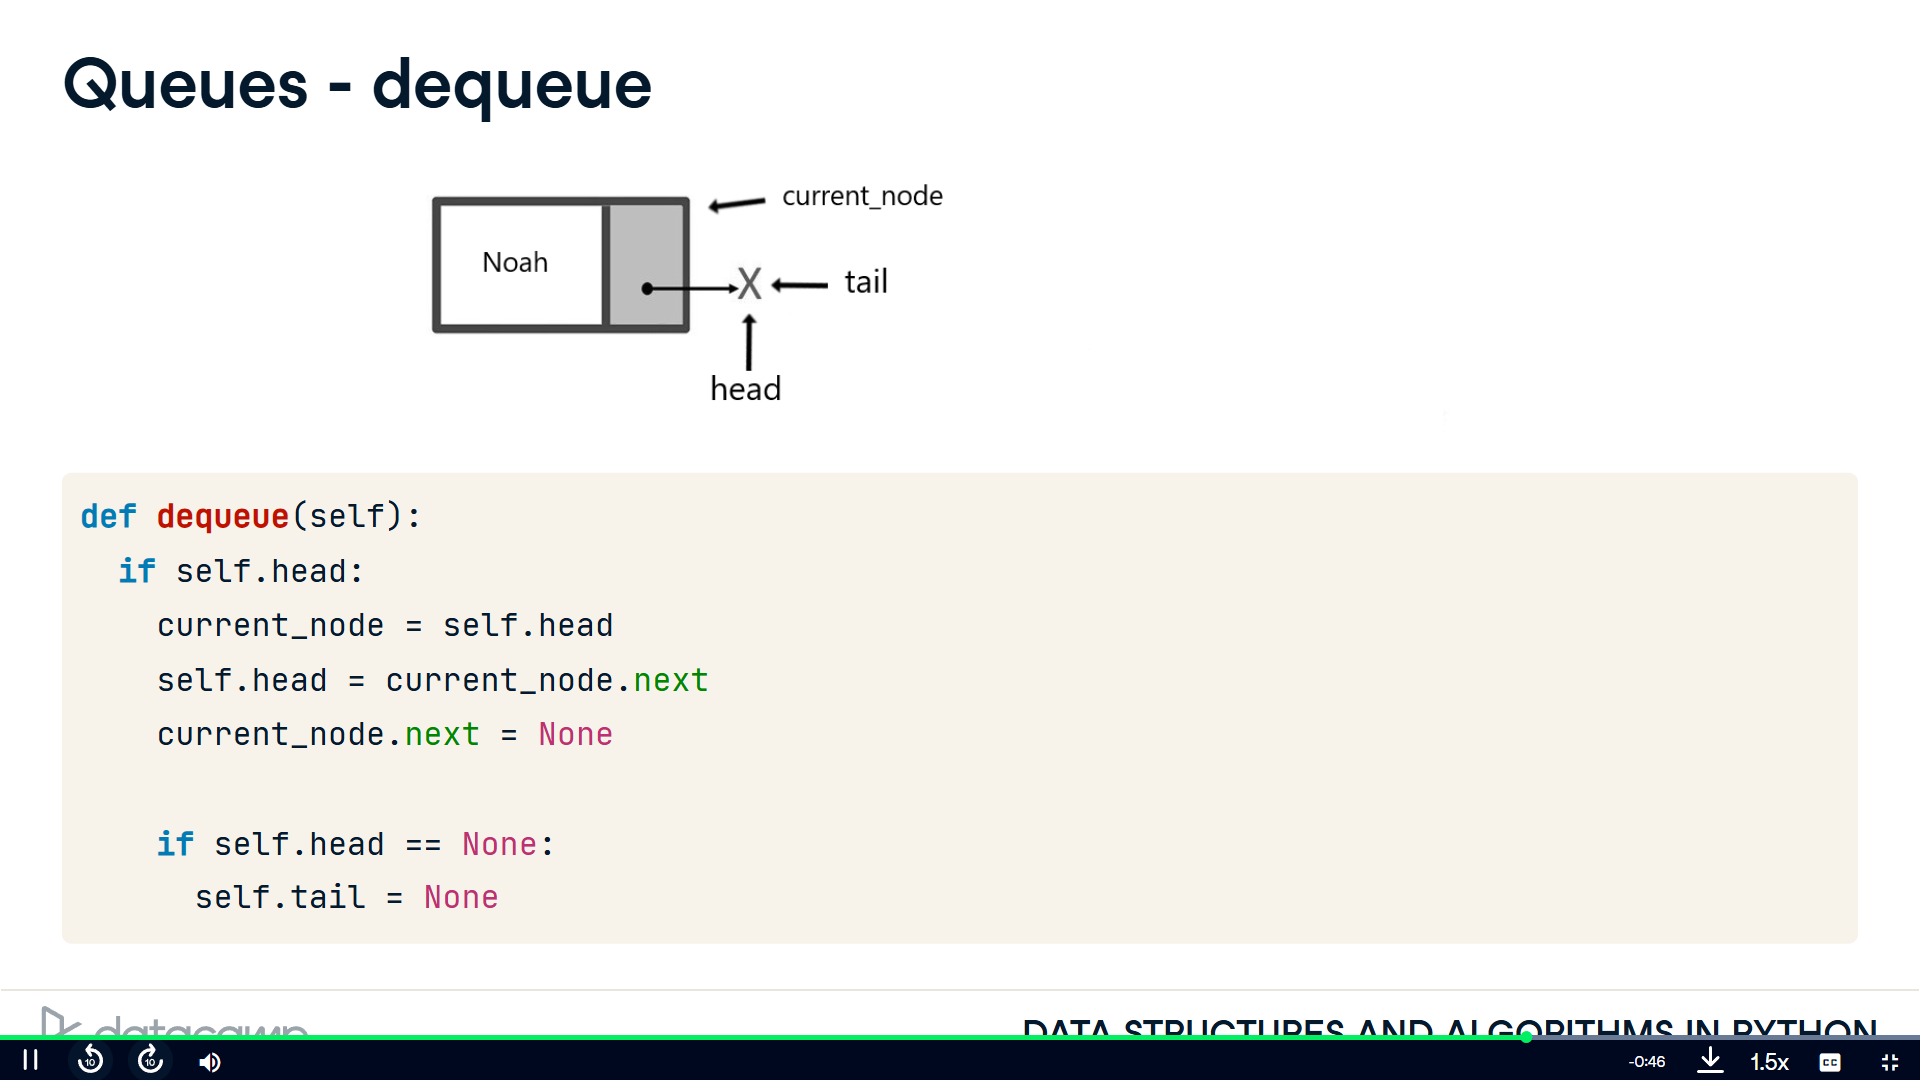 Queues - dequeue
current_node
Noah
X
tail
head
def dequeue(self):
  if self.head:
    current_node = self.head
    self.head = current_node.next
    current_node.next = None

    if self.head == None:
      self.tail = None
datacamp
DATA STRUCTURES AND ALGORITHMS IN PYTHON
10
10
-0:46
1.5x
CC